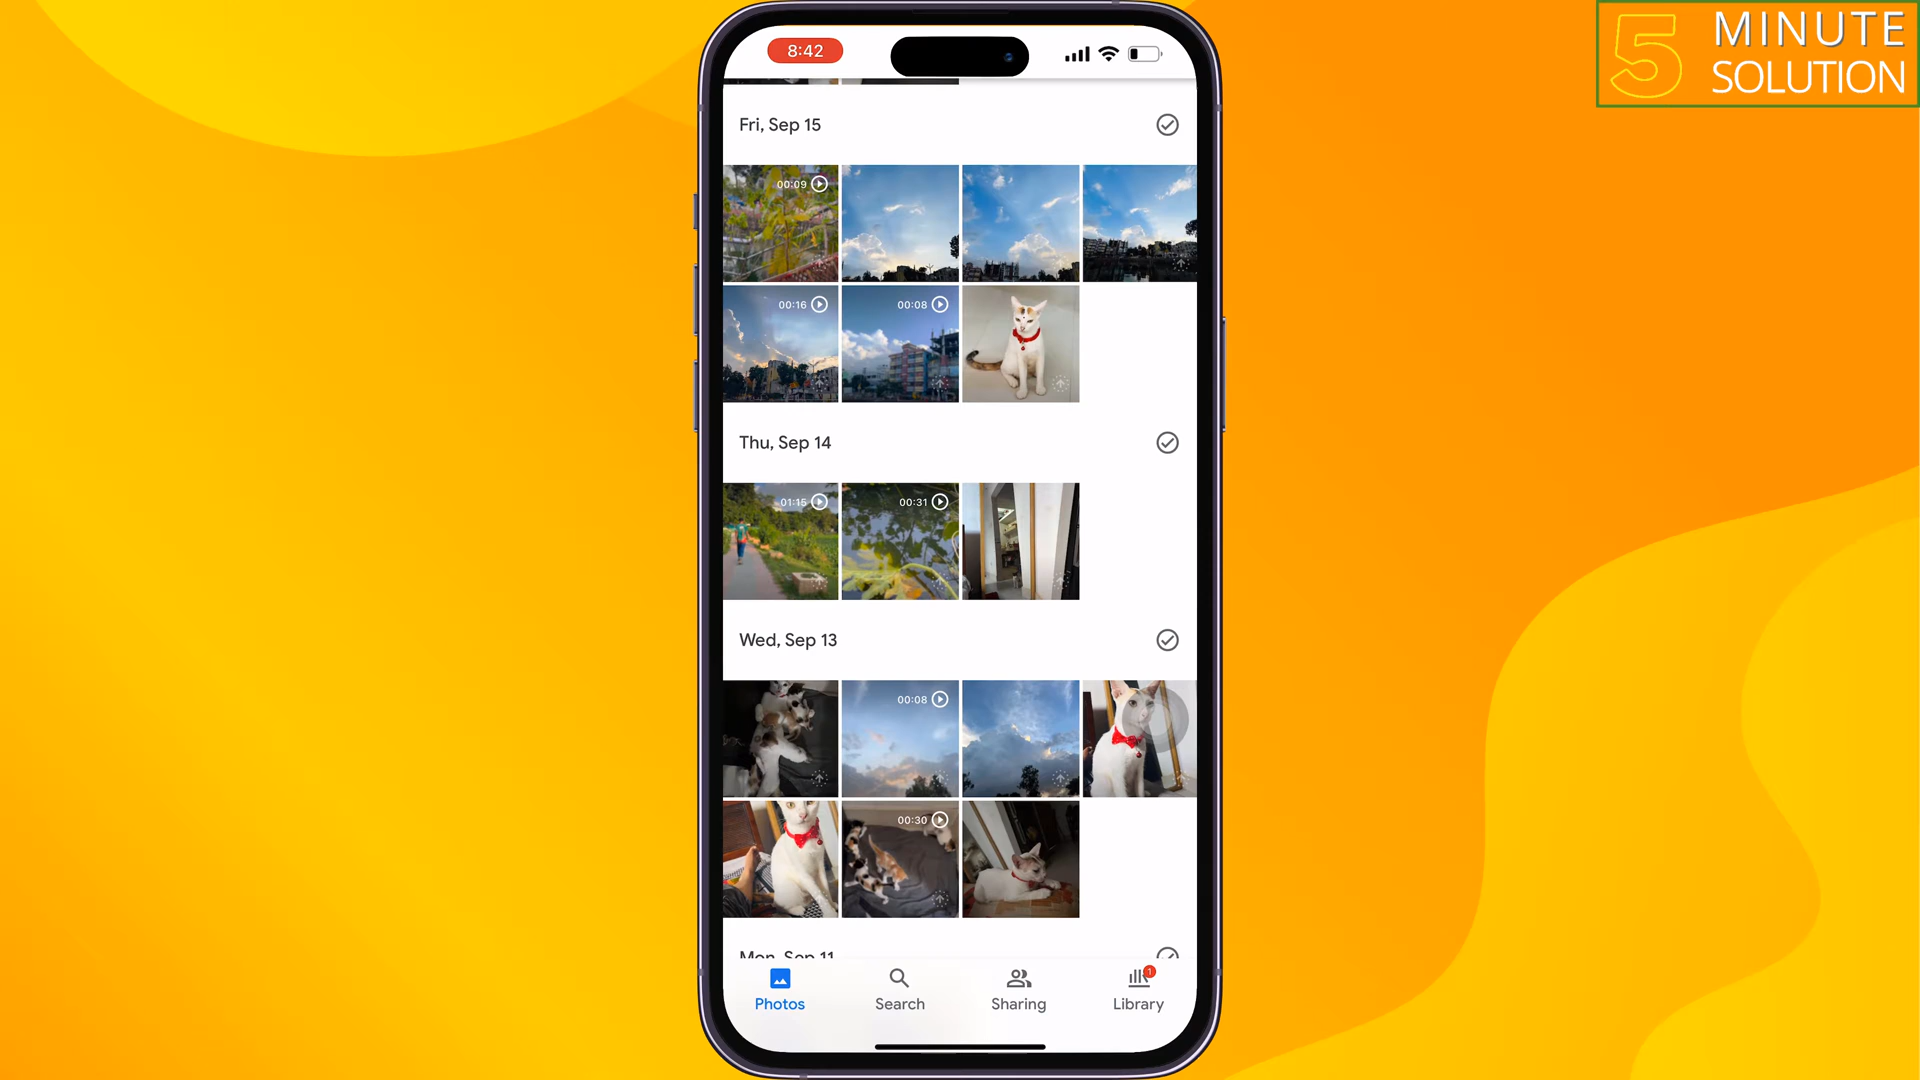 8:42
5 MINUTE
SOLUTION
Fri, Sep 15
00:09
00:16
00:08
Thu, Sep 14
01:15
00:31
Wed, Sep 13
00:08
00:30
Mon, Sep 11
1
Photos
Search
Sharing
Library